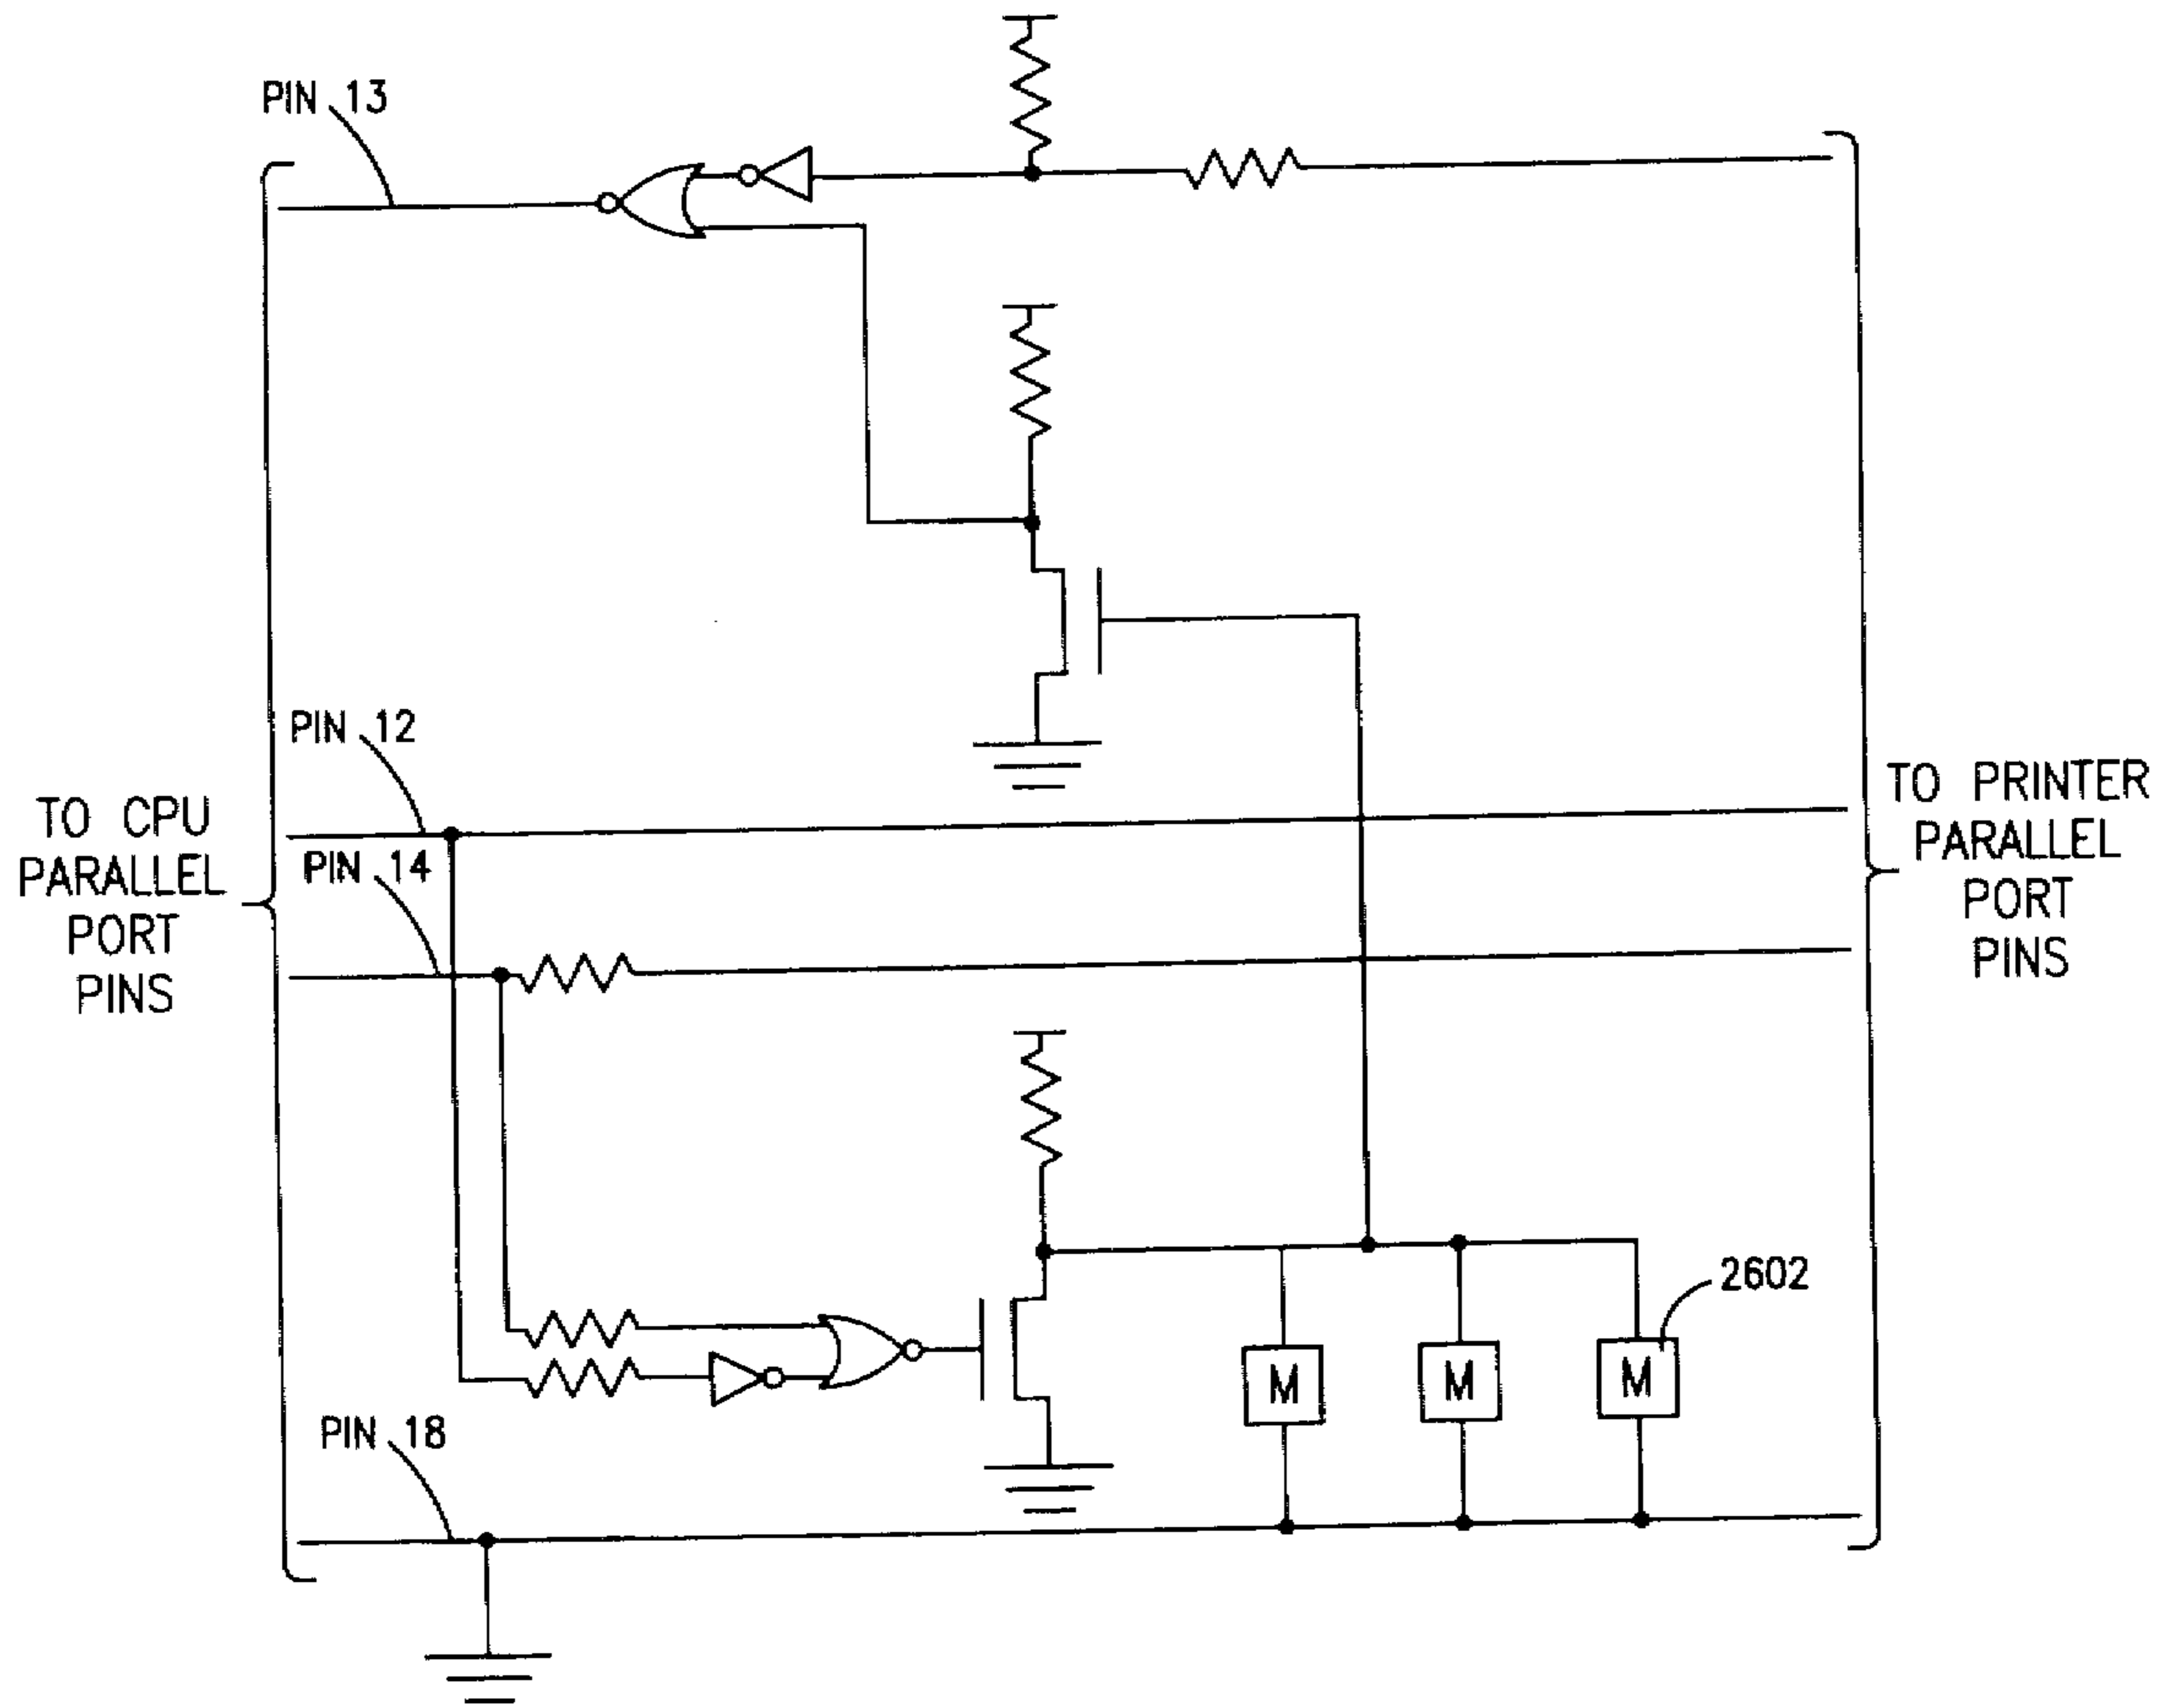 PIN 13
PIN 12
TO CPU
PARALLEL
PORT
PINS
TO PRINTER
PARALLEL
PORT
PINS
PIN 14
2602
M
M
M
PIN 18